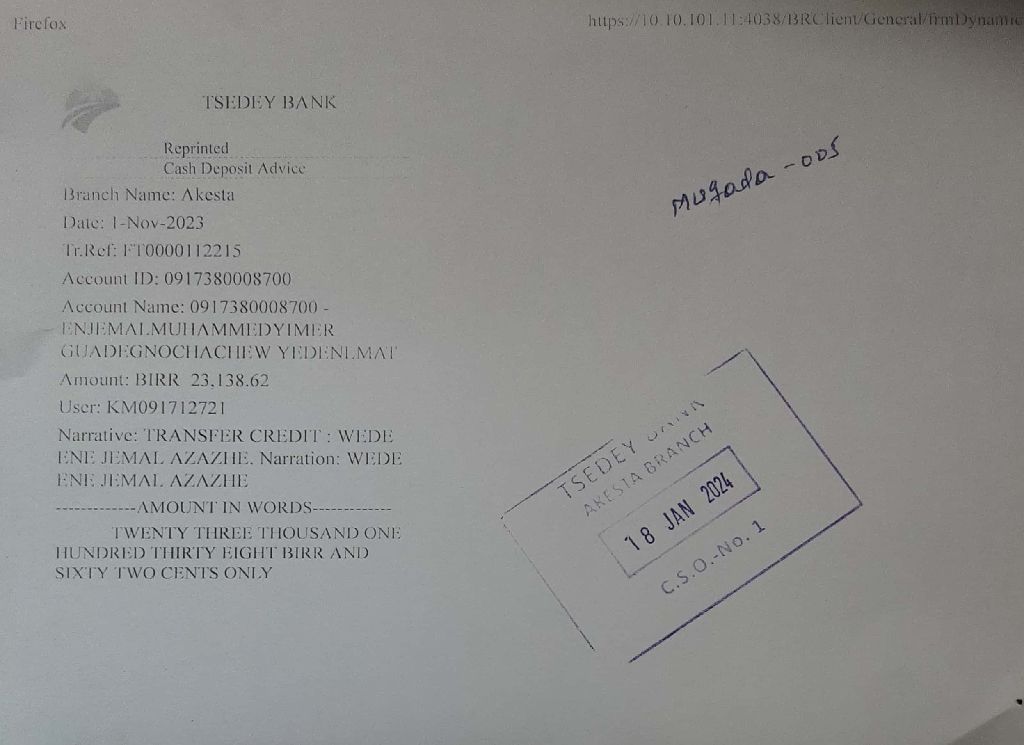 Firefox
https://10.10.101.11:4038/BRClient/General/frmDynamic
TSEDEY BANK
Reprinted
Cash Deposit Advice
Branch Name: Akesta
Date: 1-Nov-2023
Tr.Ref: FT0000112215
Account ID: 0917380008700
Account Name: 0917380008700 -
ENJEMALMUHAMMEDYIMER
GUADEGNOCHACHEW YEDENLMAT
Amount: BIRR 23,138.62
User: KM091712721
Narrative: TRANSFER CREDIT : WEDE
ENE JEMAL AZAZHE. Narration: WEDE
ENE JEMAL AZAZHE
-------------AMOUNT IN WORDS-------------
TWENTY THREE THOUSAND ONE
HUNDRED THIRTY EIGHT BIRR AND
SIXTY TWO CENTS ONLY
-005
TSEDEY BANK
AKESTA BRANCH
18 JAN 2024
C.S.O.-No. 1